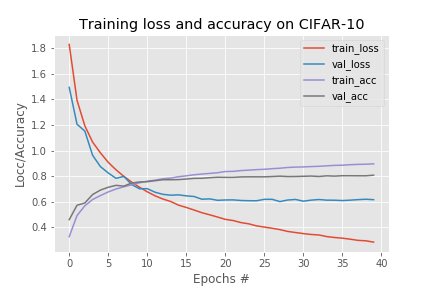 Training loss and accuracy on CIFAR-10
train_loss
val_loss
train_acc
val_acc
1.8
1.6
1.4
1.2
1.0
0.8
0.6
0.4
Locc/Accuracy
0 5 10 15 20 25 30 35 40
Epochs #